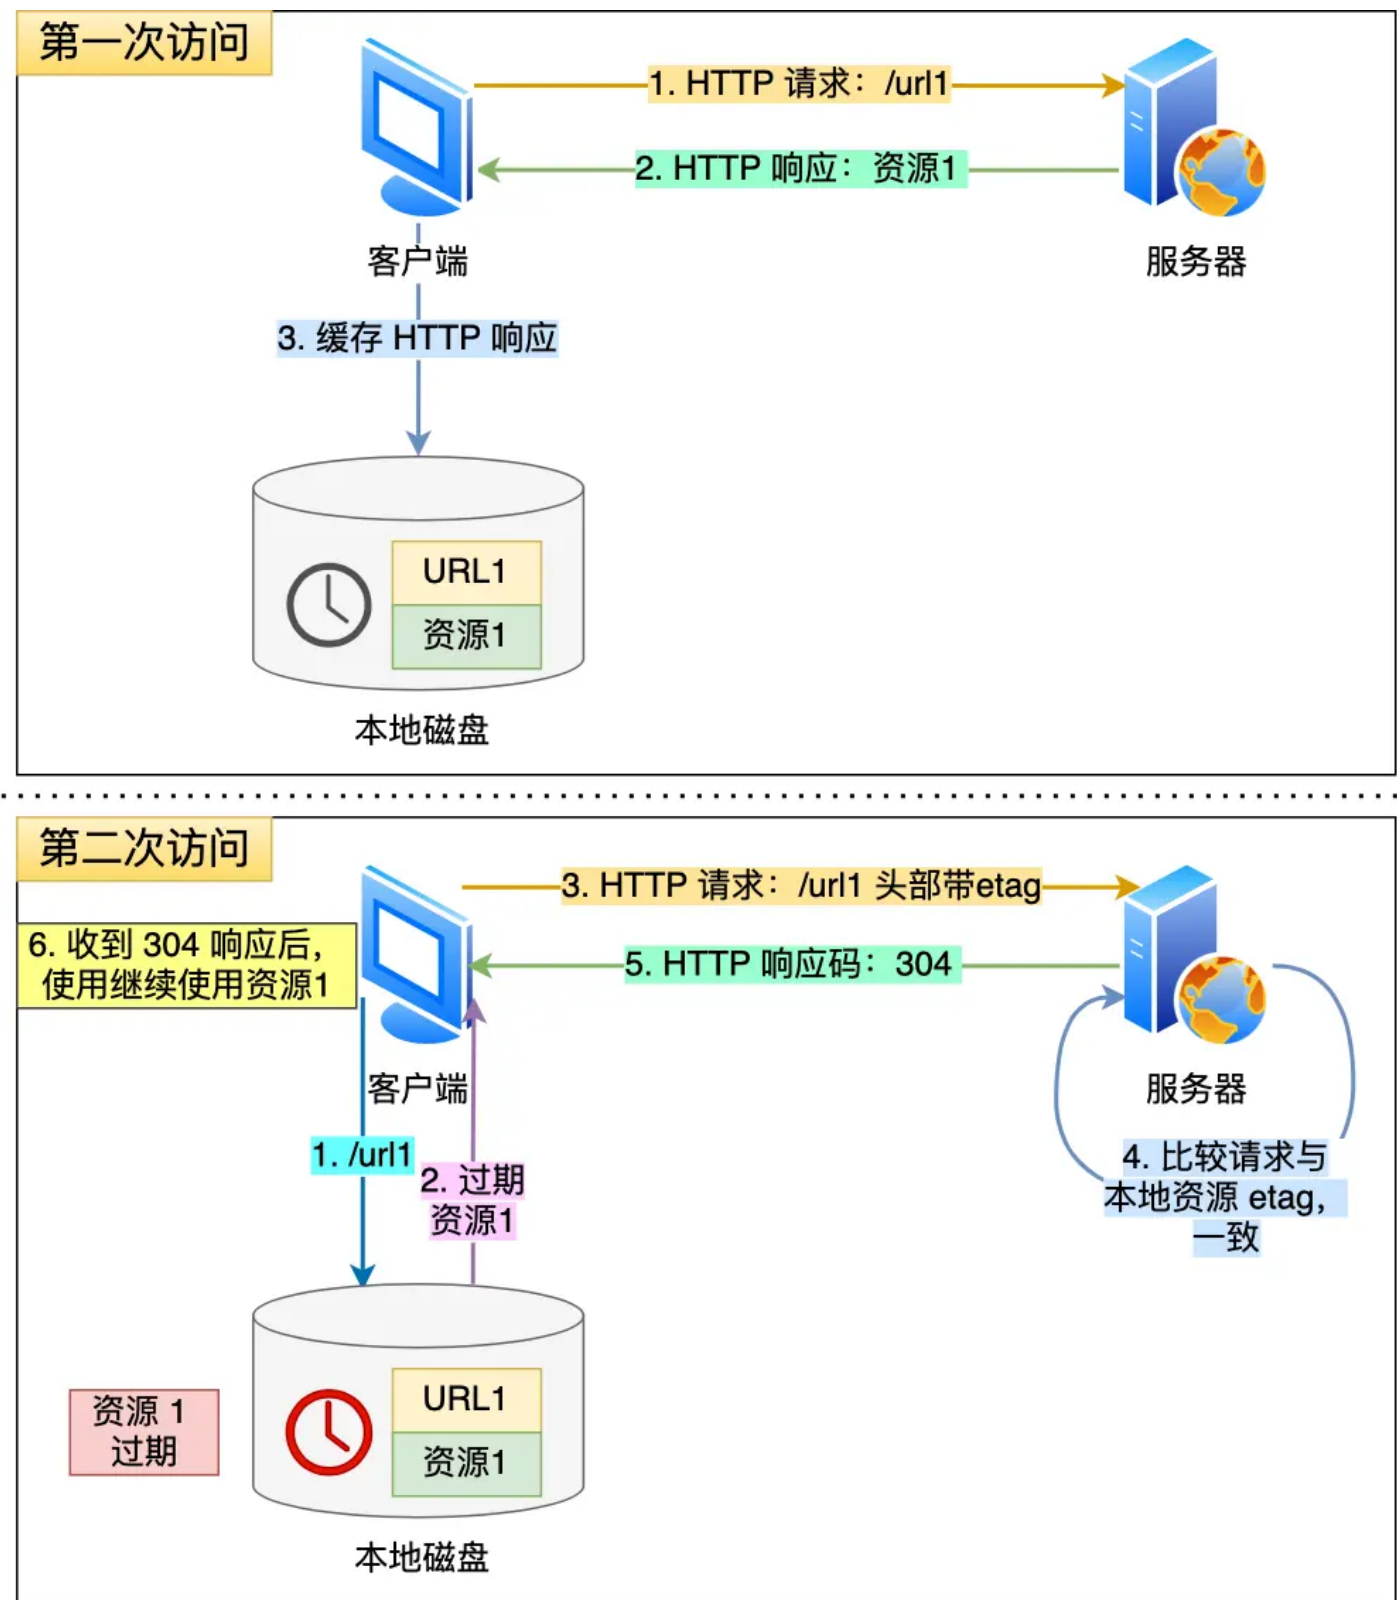 第一次访问
1. HTTP 请求：/url1
2. HTTP 响应：资源1
客户端
服务器
3. 缓存 HTTP 响应
URL1
资源1
本地磁盘
第二次访问
3. HTTP 请求：/url1 头部带etag
6. 收到 304 响应后，
使用继续使用资源1
5. HTTP 响应码：304
客户端
服务器
1. /url1
2. 过期
资源1
4. 比较请求与
本地资源 etag，
一致
资源 1
过期
URL1
资源1
本地磁盘